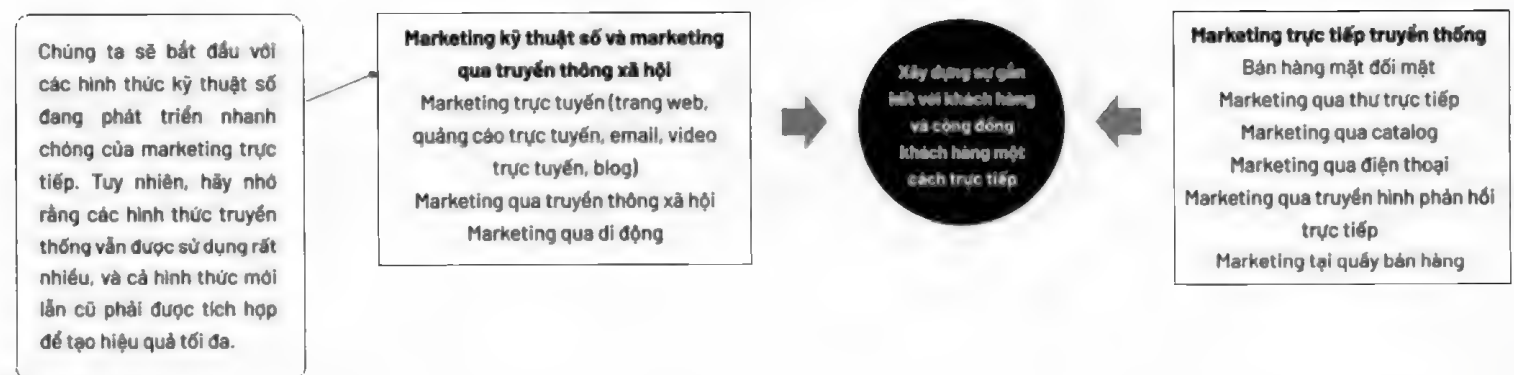 Chúng ta sẽ bắt đầu với
các hình thức kỹ thuật số
đang phát triển nhanh
chóng của marketing trực
tiếp. Tuy nhiên, hãy nhớ
rằng các hình thức truyền
thống vẫn được sử dụng rất
nhiều, và cả hình thức mới
lẫn cũ phải được tích hợp
để tạo hiệu quả tối đa.
Marketing kỹ thuật số và marketing
qua truyền thông xã hội
Marketing trực tuyến (trang web,
quảng cáo trực tuyến, email, video
trực tuyến, blog)
Marketing qua truyền thông xã hội
Marketing qua di động
Xây dựng sự gắn
kết với khách hàng
và cộng đồng
khách hàng một
cách trực tiếp
Marketing trực tiếp truyền thống
Bán hàng mặt đối mặt
Marketing qua thư trực tiếp
Marketing qua catalog
Marketing qua điện thoại
Marketing qua truyền hình phản hồi
trực tiếp
Marketing tại quầy bán hàng